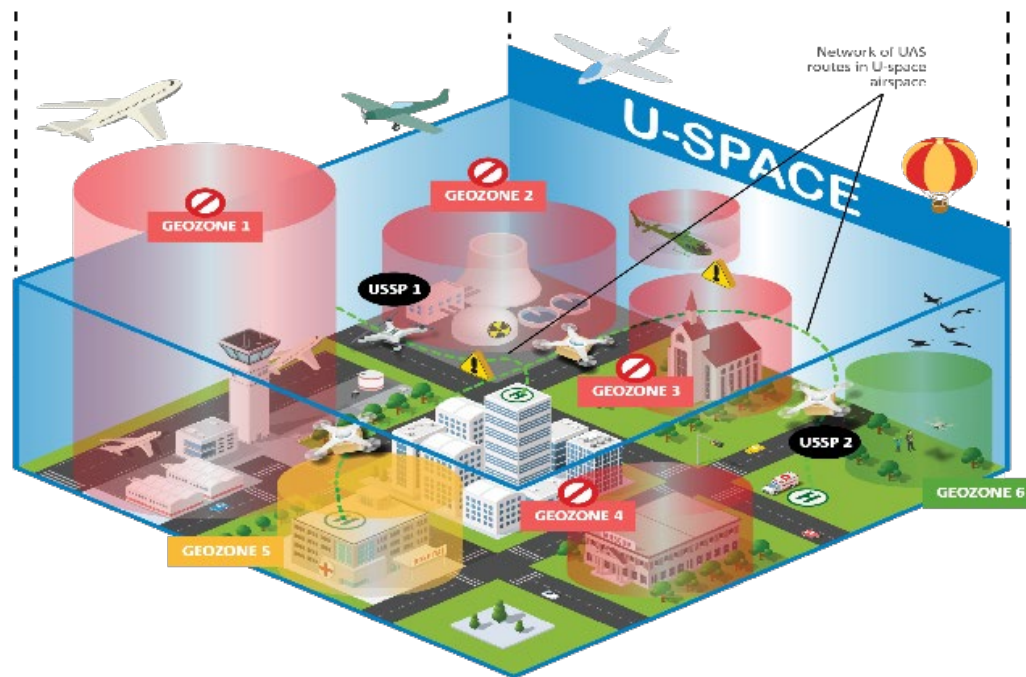 Network of UAS
routes in U-space
airspace
U-SPACE
GEOZONE 1
GEOZONE 2
USSP 1
GEOZONE 3
USSP 2
GEOZONE 4
GEOZONE 5
GEOZONE 6
H
H
H